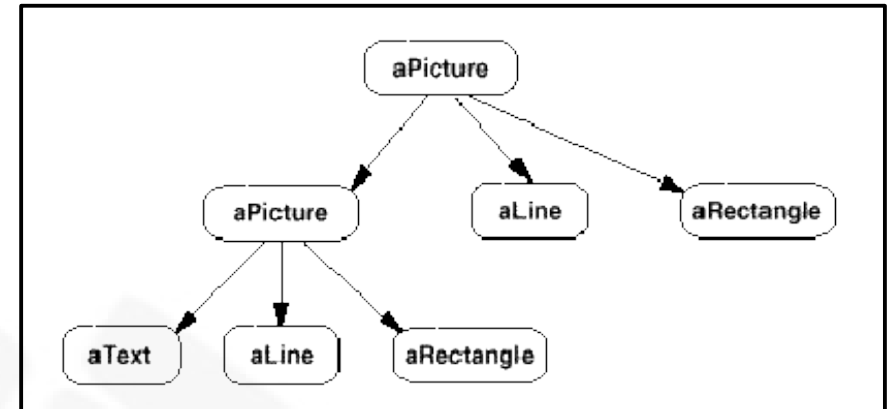 aPicture
aPicture
aLine
aRectangle
aText
aLine
aRectangle